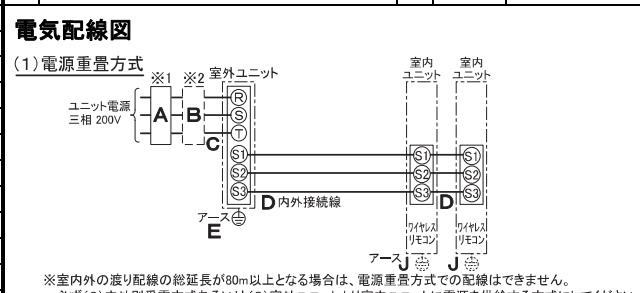 電気配線図
(1)電源重畳方式
※1 ※2 室外ユニット
室内
ユニット
室内
ユニット
ユニット電源
三相 200V
A
B
C
R
S
T
S1
S2
S3
S1
S2
S3
S1
S2
S3
D 内外接続線
D
アース
E
ワイヤレス
リモコン
ワイヤレス
リモコン
アース J
J
※室内外の渡り配線の総延長が80m以上となる場合は、電源重畳方式での配線はできません。